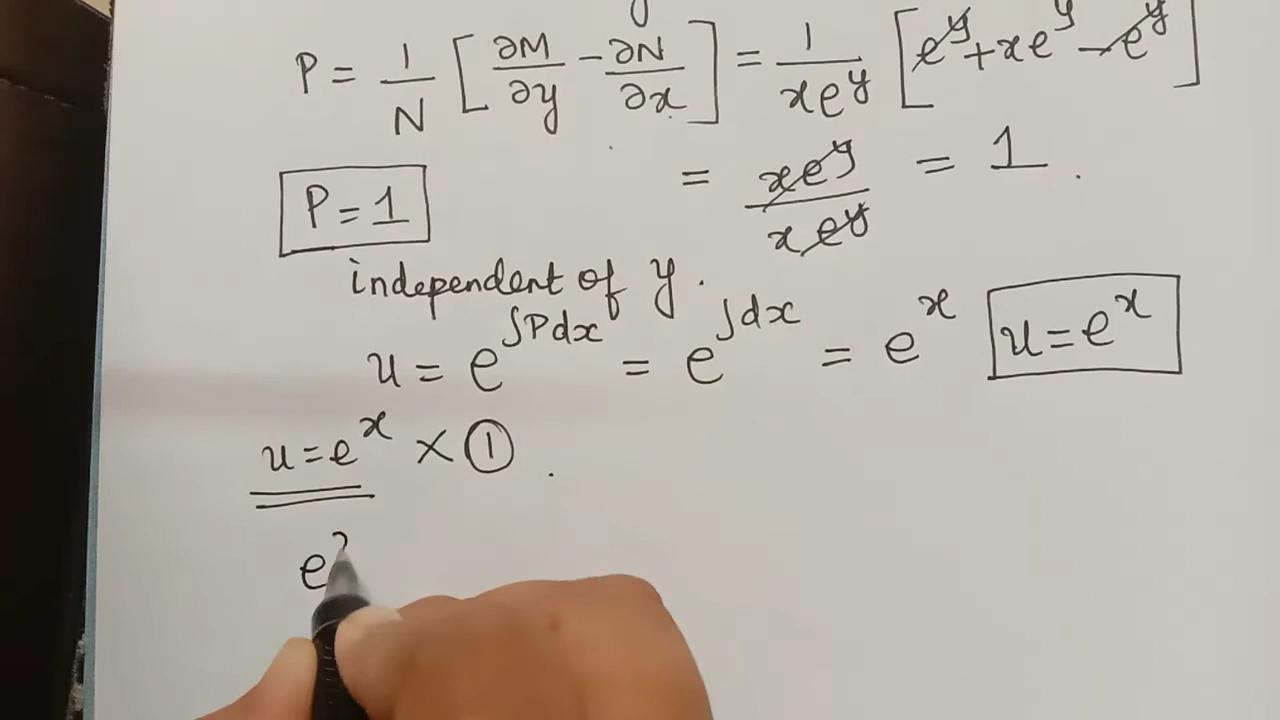 P = 1/N [ ∂M/∂y − ∂N/∂x ] = 1/xe^y [ e^y + xe^y − e^y ]
= xe^y/xe^y = 1
P = 1
independent of y.
u = e^∫Pdx = e^∫dx = e^x u = e^x
u = e^x × ①
e